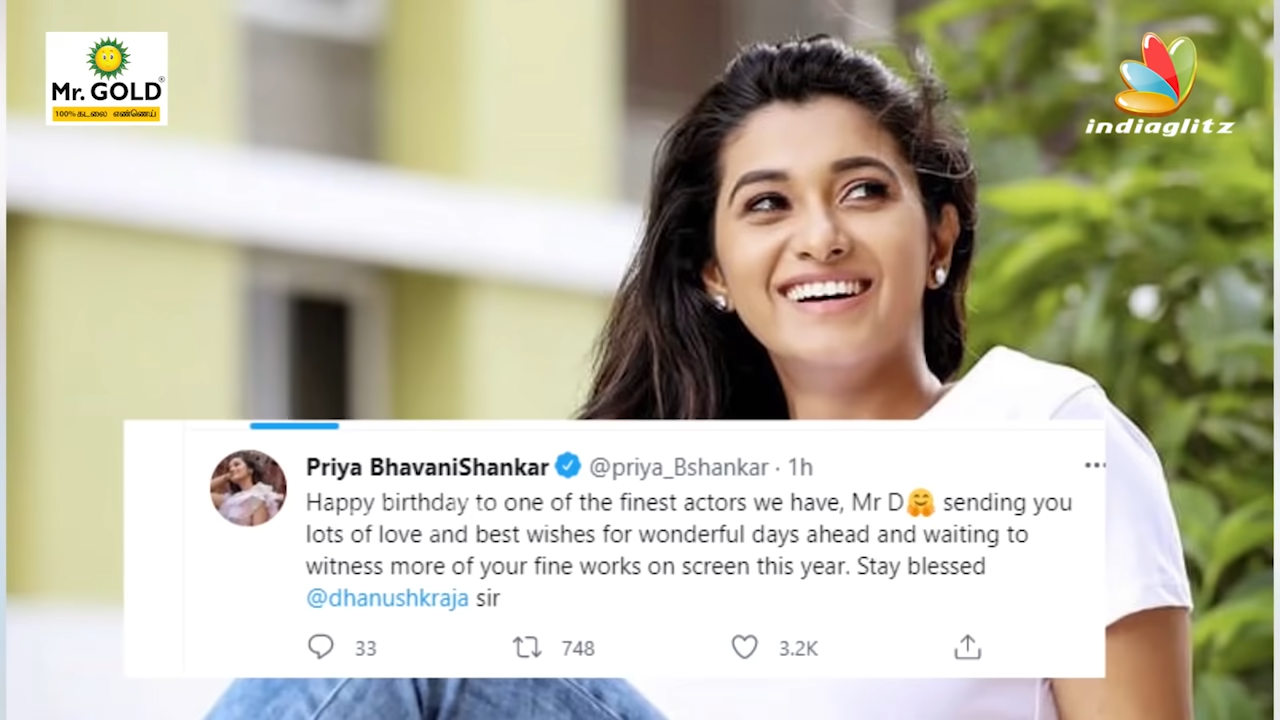 Mr. GOLD®
100% கடலை எண்ணெய்
indiaglitz
Priya BhavaniShankar @priya_Bshankar · 1h
Happy birthday to one of the finest actors we have, Mr D🤗 sending you
lots of love and best wishes for wonderful days ahead and waiting to
witness more of your fine works on screen this year. Stay blessed
@dhanushkraja sir
33 748 3.2K